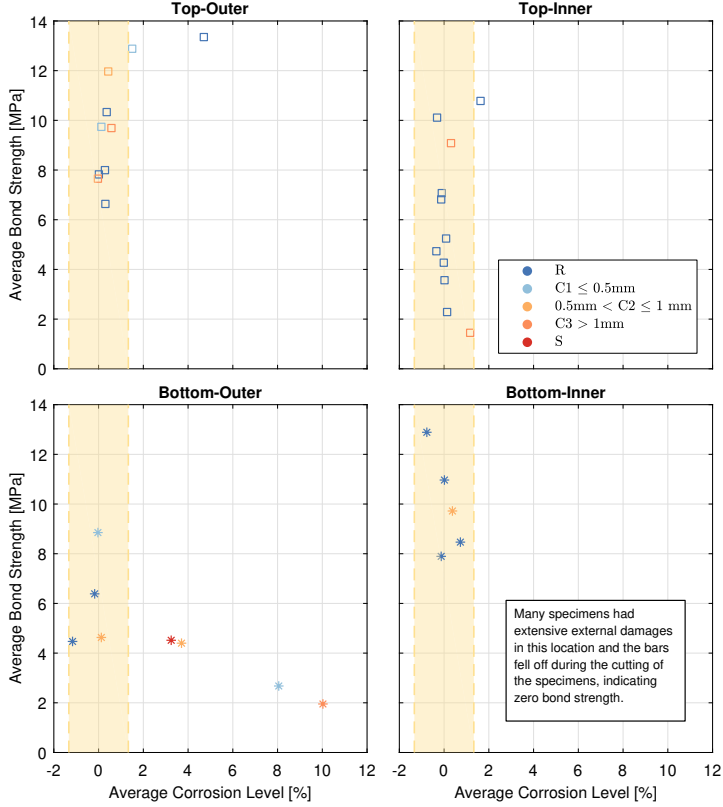 Top-Outer
Top-Inner
14
12
10
8
6
4
2
0
Average Bond Strength [MPa]
R
C1 ≤ 0.5mm
0.5mm < C2 ≤ 1 mm
C3 > 1mm
S
Bottom-Outer
Bottom-Inner
14
12
10
8
6
4
2
0
Average Bond Strength [MPa]
Many specimens had
extensive external damages
in this location and the bars
fell off during the cutting of
the specimens, indicating
zero bond strength.
-2 0 2 4 6 8 10 12
-2 0 2 4 6 8 10 12
Average Corrosion Level [%]
Average Corrosion Level [%]